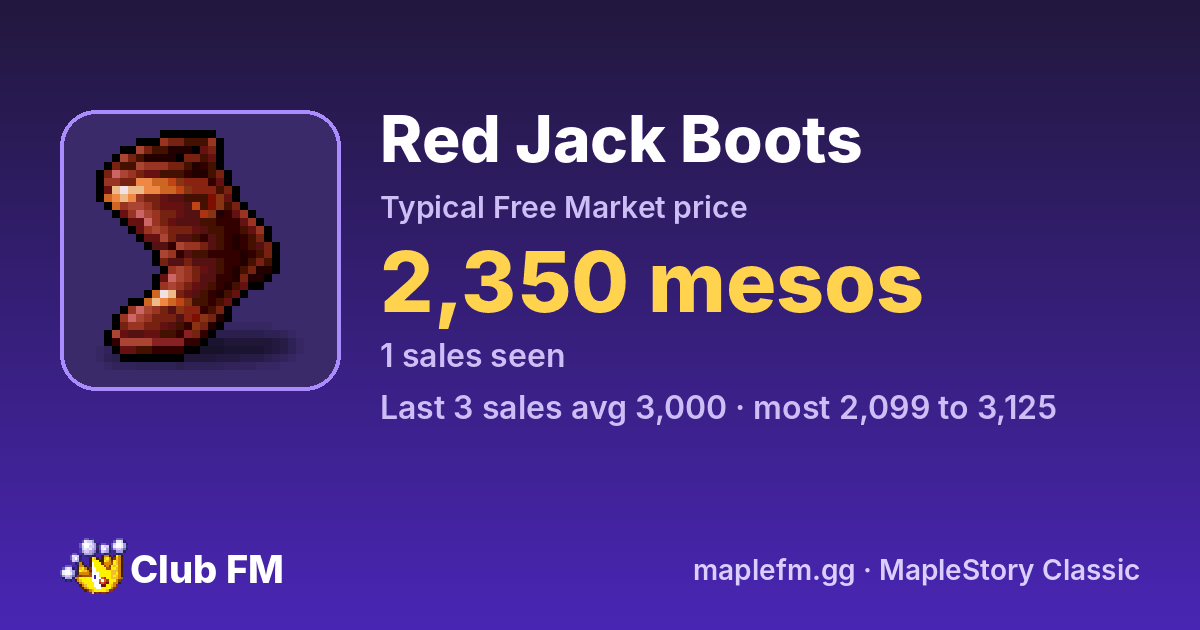 Red Jack Boots
Typical Free Market price
2,350 mesos
1 sales seen
Last 3 sales avg 3,000 · most 2,099 to 3,125
Club FM
maplefm.gg · MapleStory Classic